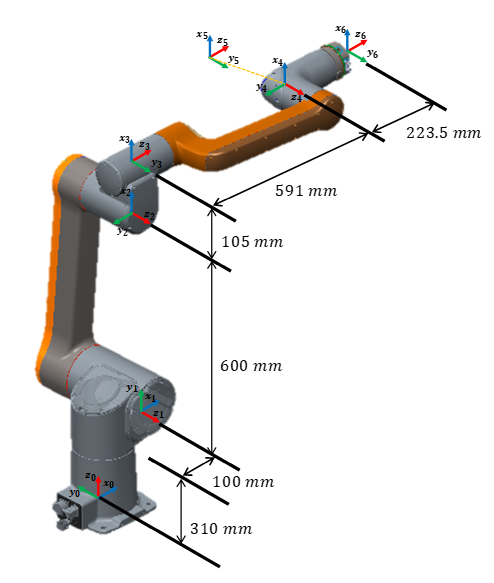 x6 z6
y6
x5 z5
y5
x4
y4 z4
223.5 mm
591 mm
x3 z3
y3
x2
y2 z2
105 mm
600 mm
y1 x1
z1
100 mm
z0
y0 x0
310 mm